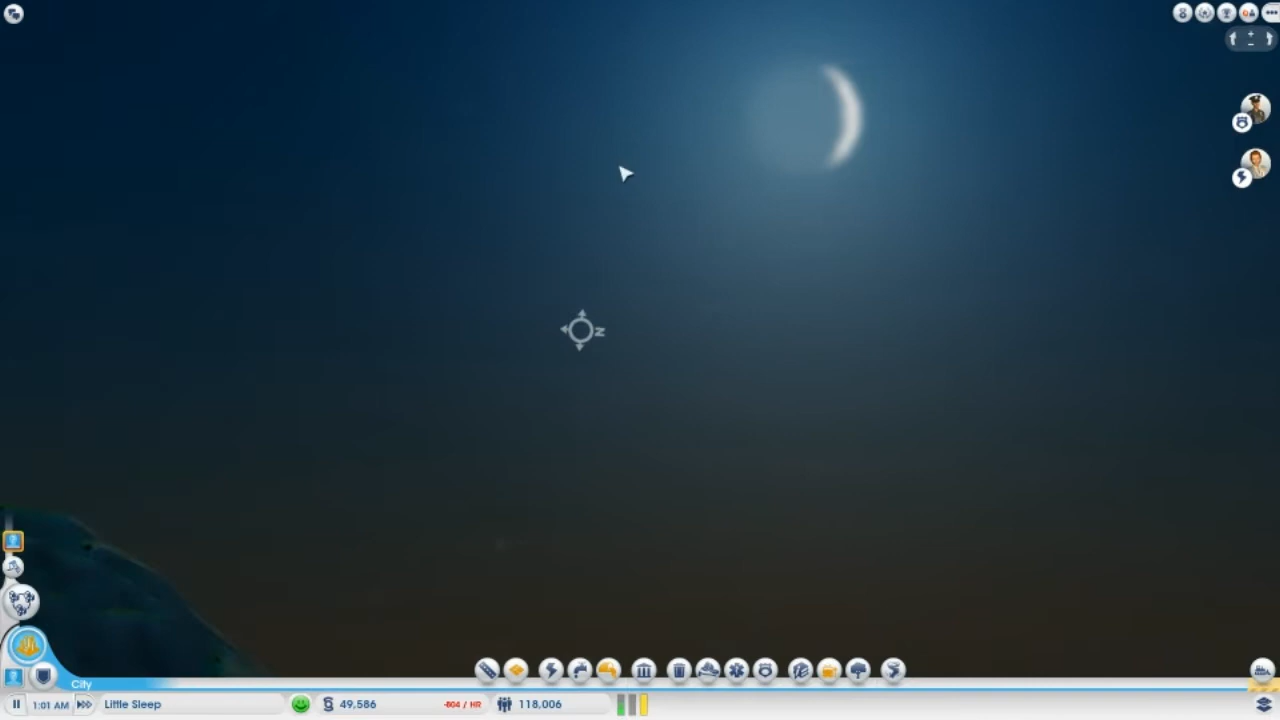 City
1:01 AM
Little Sleep
49,586
-804 / HR
118,006